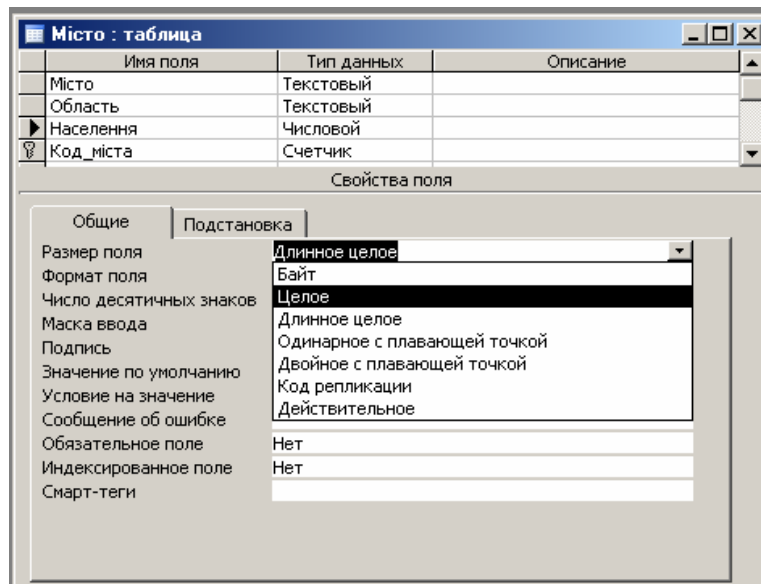 Місто : таблица
Имя поля Тип данных Описание
Місто Текстовый
Область Текстовый
Населення Числовой
Код_міста Счетчик
Свойства поля
Общие Подстановка
Размер поля Длинное целое
Формат поля Байт
Число десятичных знаков Целое
Маска ввода Длинное целое
Подпись Одинарное с плавающей точкой
Значение по умолчанию Двойное с плавающей точкой
Условие на значение Код репликации
Сообщение об ошибке Действительное
Обязательное поле Нет
Индексированное поле Нет
Смарт-теги